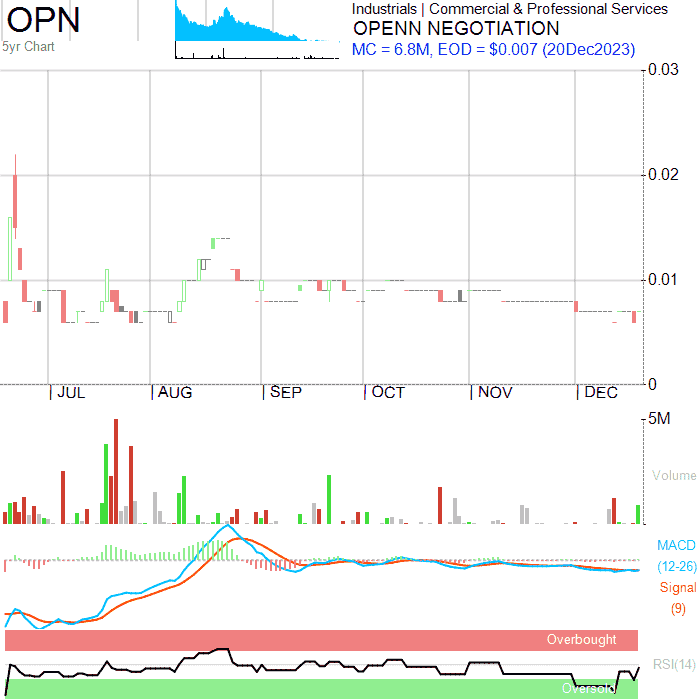 OPN
5yr Chart
Industrials | Commercial & Professional Services
OPENN NEGOTIATION
MC = 6.8M, EOD = $0.007 (20Dec2023)
0.03
0.02
0.01
0
JUL AUG SEP OCT NOV DEC
5M
Volume
MACD
(12-26)
Signal
(9)
Overbought
RSI(14)
Oversold